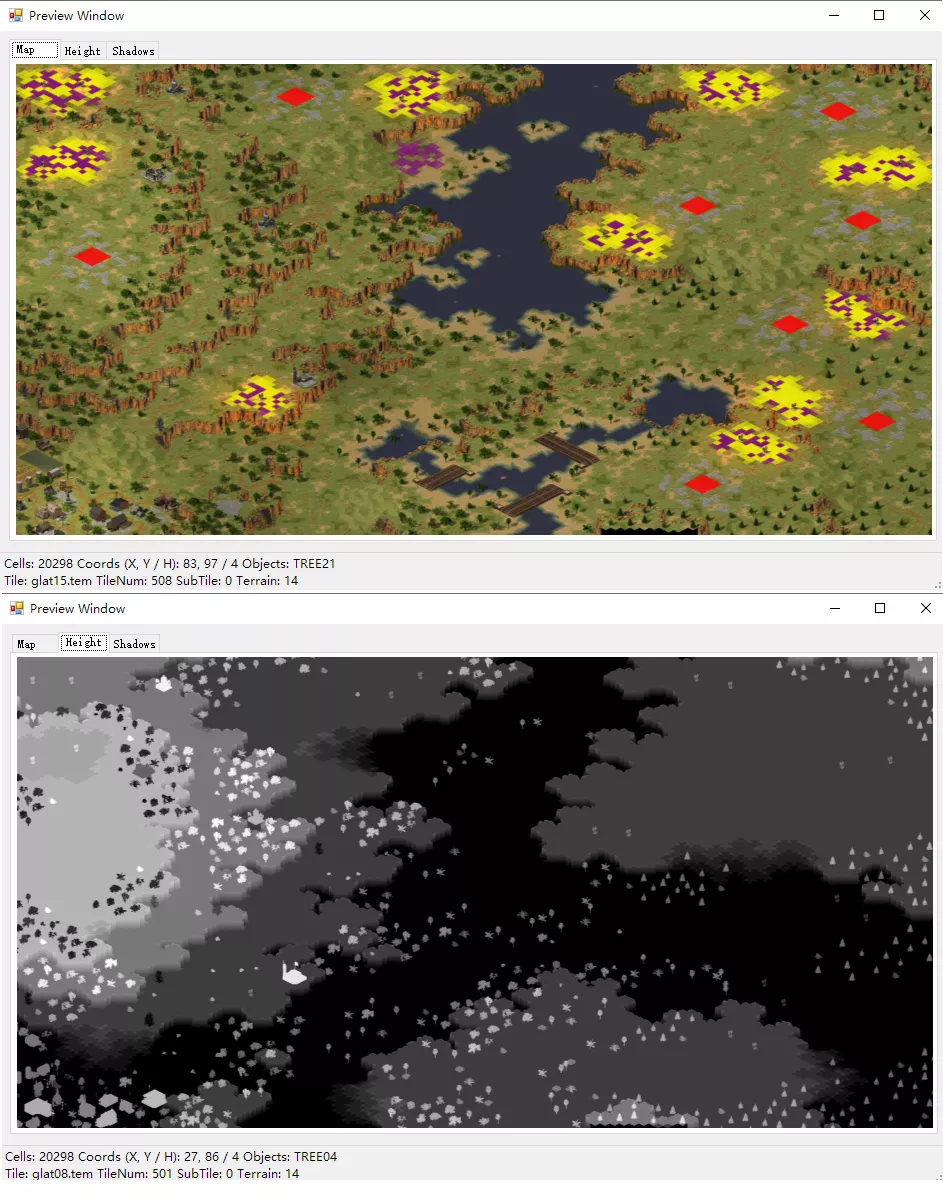 Preview Window
Map Height Shadows
Cells: 20298 Coords (X, Y / H): 83, 97 / 4 Objects: TREE21
Tile: glat15.tem TileNum: 508 SubTile: 0 Terrain: 14
Preview Window
Map Height Shadows
Cells: 20298 Coords (X, Y / H): 27, 86 / 4 Objects: TREE04
Tile: glat08.tem TileNum: 501 SubTile: 0 Terrain: 14